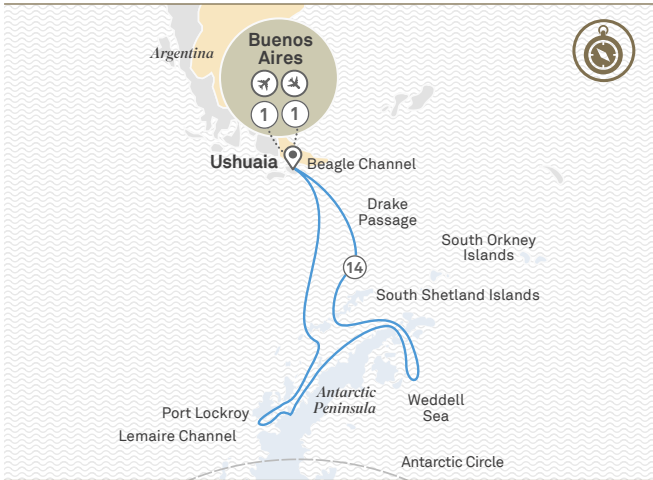 Argentina
Buenos
Aires
1 1
Ushuaia
Beagle Channel
Drake
Passage
South Orkney
Islands
14
South Shetland Islands
Antarctic
Peninsula
Weddell
Sea
Port Lockroy
Lemaire Channel
Antarctic Circle